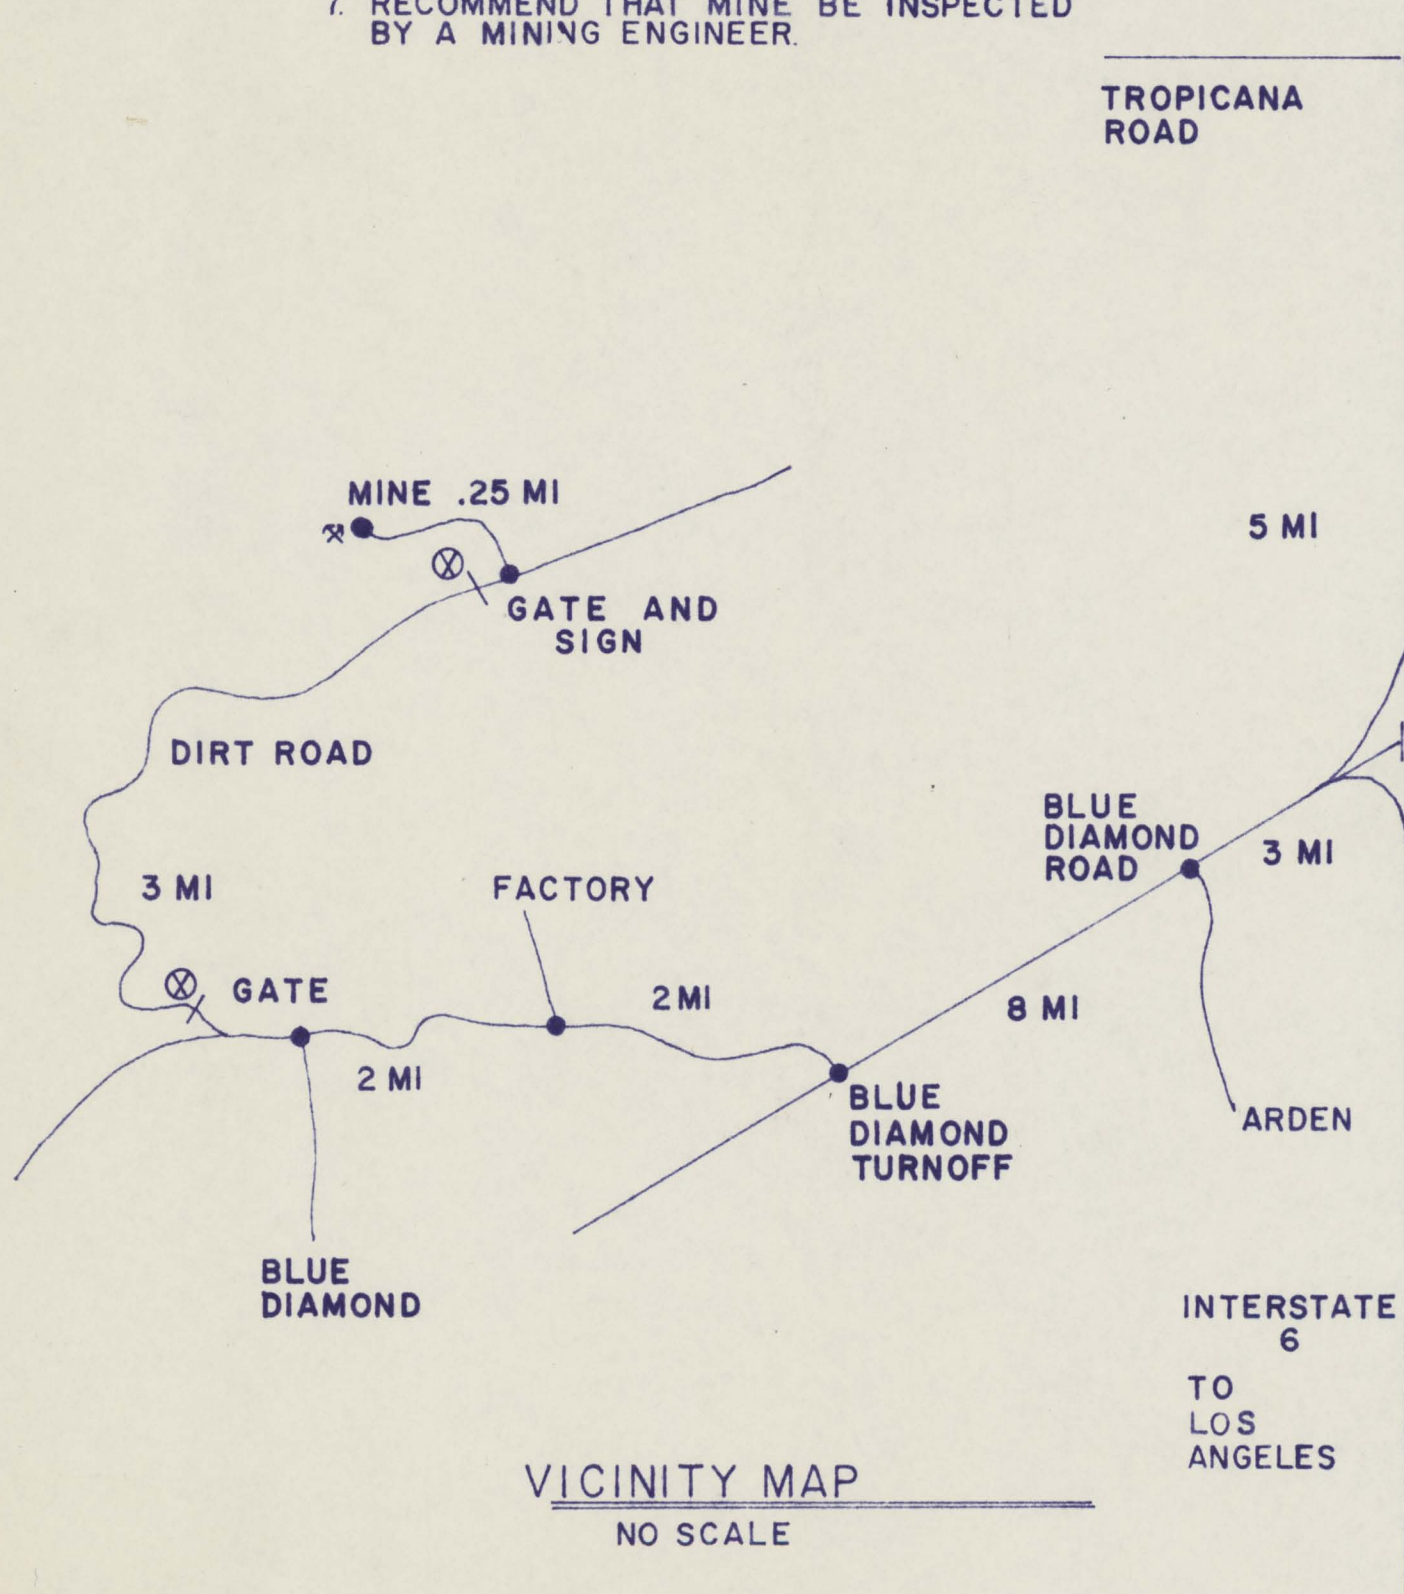 7. RECOMMEND THAT MINE BE INSPECTED
BY A MINING ENGINEER.
TROPICANA
ROAD
MINE .25 MI
5 MI
GATE AND
SIGN
DIRT ROAD
BLUE
DIAMOND
ROAD
3 MI
3 MI
FACTORY
GATE
2 MI
8 MI
2 MI
BLUE
DIAMOND
TURNOFF
ARDEN
BLUE
DIAMOND
INTERSTATE
6
TO
LOS
ANGELES
VICINITY MAP
NO SCALE